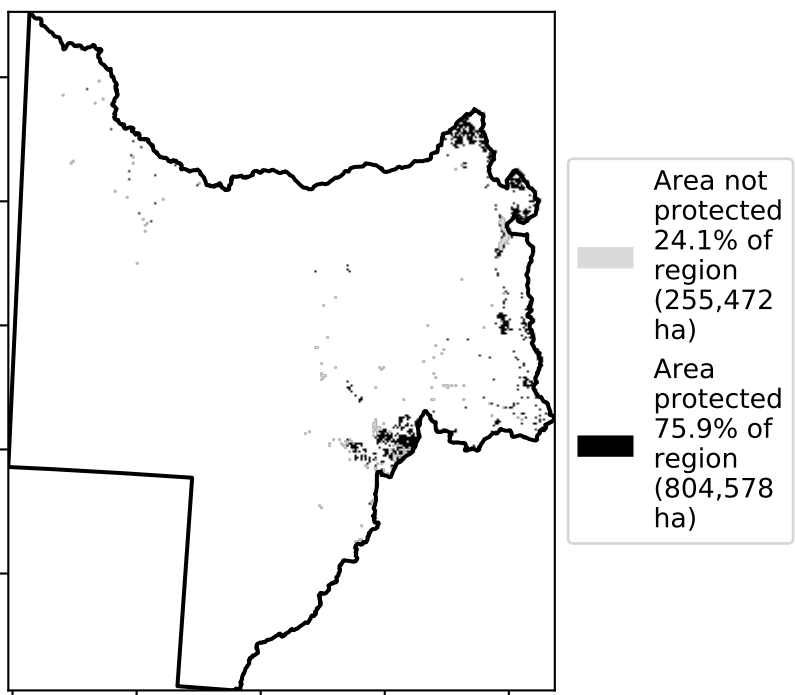 Area not
protected
24.1% of
region
(255,472
ha)
Area
protected
75.9% of
region
(804,578
ha)